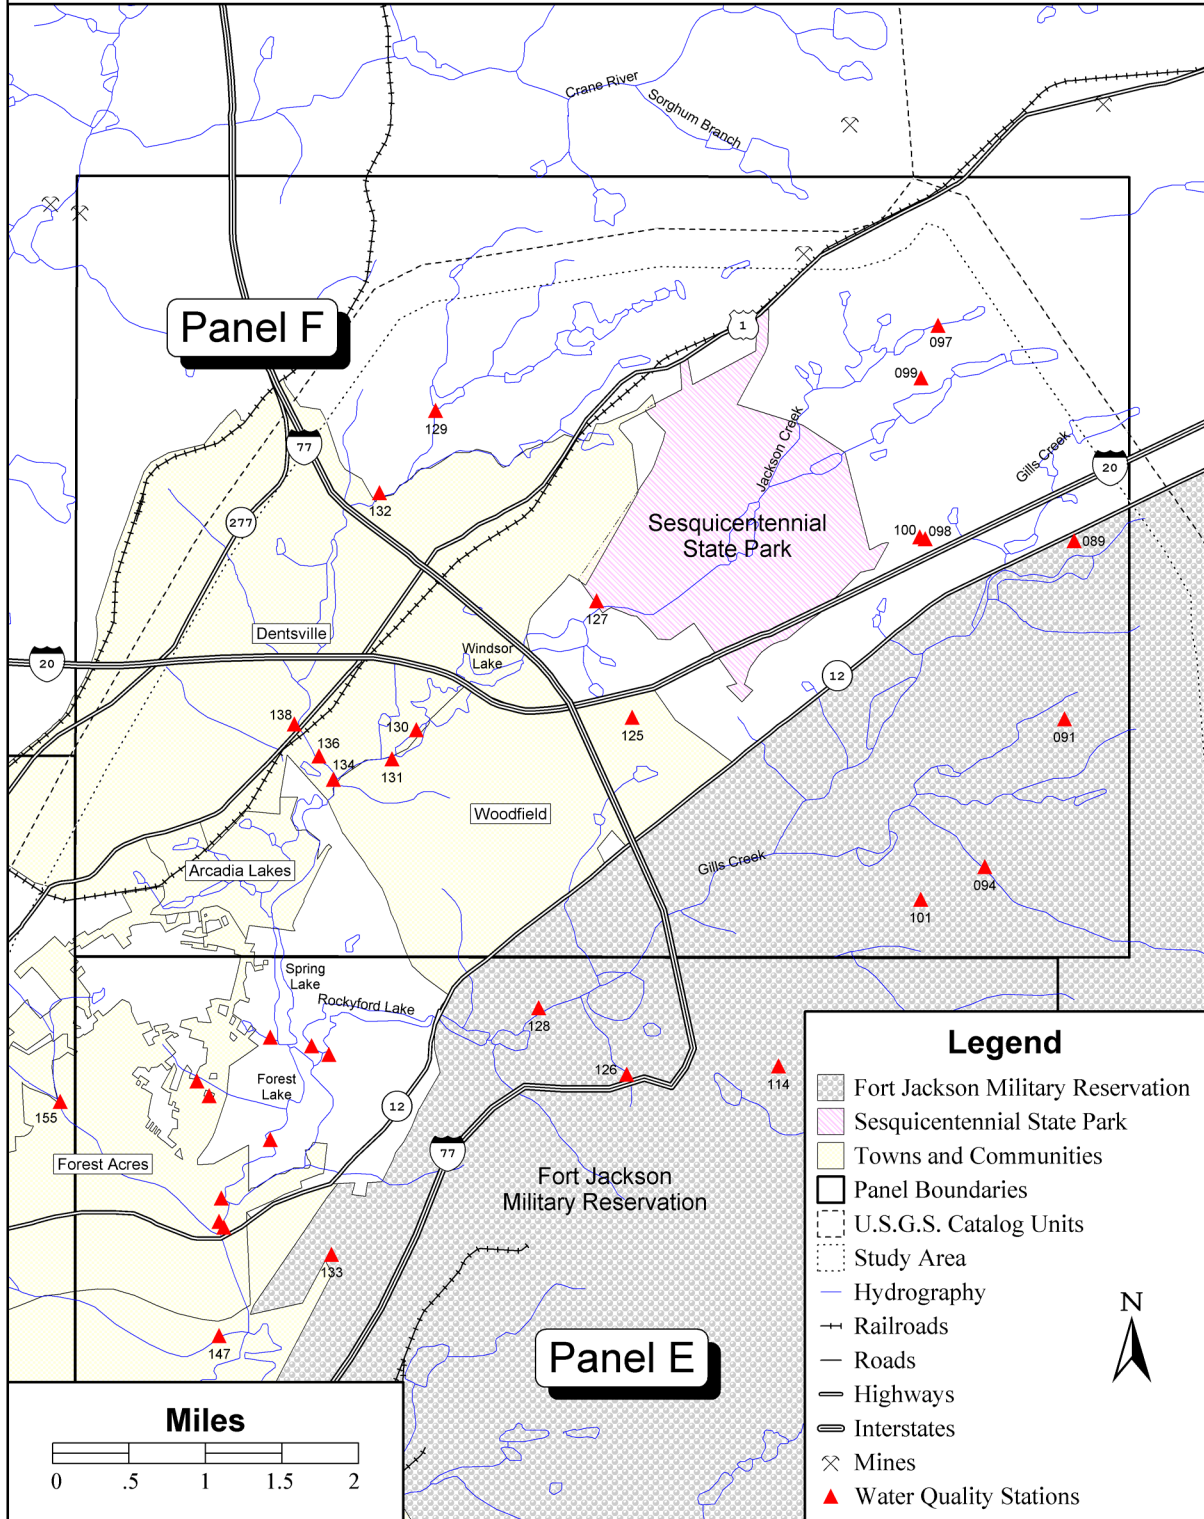 Crane River
Sorghum Branch
Panel F
1
097
099
129
Jackson Creek
Gills Creek
77
20
132
277
Sesquicentennial
State Park
100
098
089
127
Dentsville
Windsor
Lake
20
12
138
130
125
091
136
134
131
Woodfield
Gills Creek
Arcadia Lakes
094
101
Spring
Lake
Rockyford Lake
128
126
114
Forest
Lake
155
12
77
Forest Acres
Fort Jackson
Military Reservation
133
147
Panel E
Legend
Fort Jackson Military Reservation
Sesquicentennial State Park
Towns and Communities
Panel Boundaries
U.S.G.S. Catalog Units
Study Area
Hydrography
Railroads
Roads
Highways
Interstates
Mines
Water Quality Stations
N
Miles
0 .5 1 1.5 2